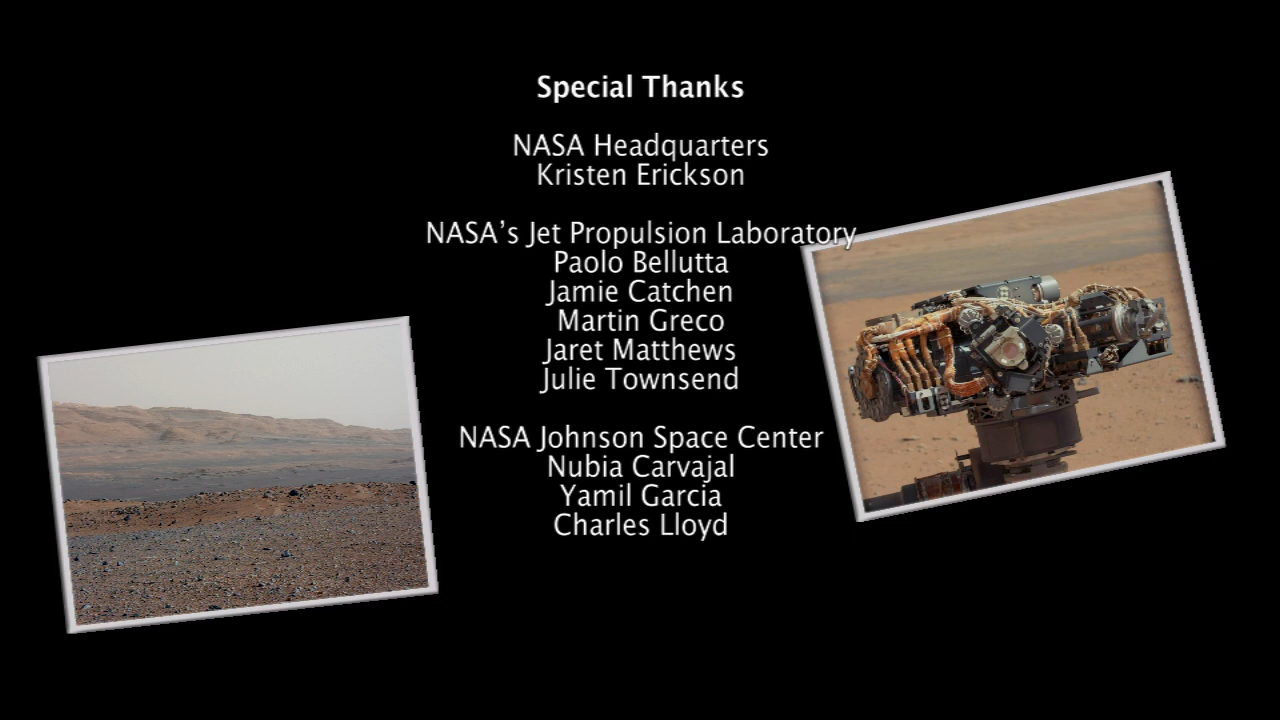 Special Thanks
NASA Headquarters
Kristen Erickson
NASA's Jet Propulsion Laboratory
Paolo Bellutta
Jamie Catchen
Martin Greco
Jaret Matthews
Julie Townsend
NASA Johnson Space Center
Nubia Carvajal
Yamil Garcia
Charles Lloyd